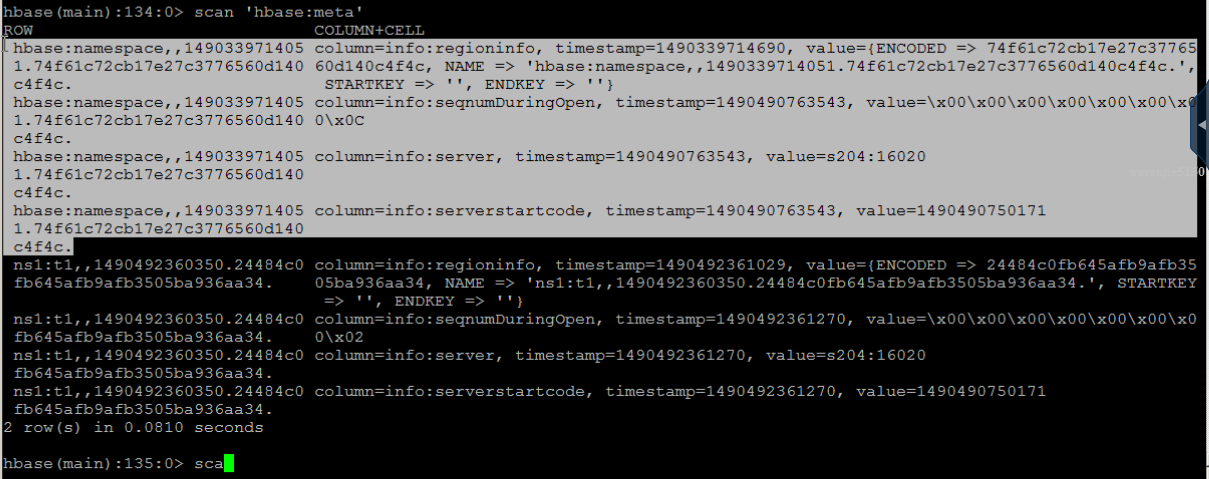 hbase(main):134:0> scan 'hbase:meta'
ROW                              COLUMN+CELL
 hbase:namespace,,149033971405 column=info:regioninfo, timestamp=1490339714690, value={ENCODED => 74f61c72cb17e27c37765
 1.74f61c72cb17e27c3776560d140 60d140c4f4c, NAME => 'hbase:namespace,,1490339714051.74f61c72cb17e27c3776560d140c4f4c.',
 c4f4c.                         STARTKEY => '', ENDKEY => ''}
 hbase:namespace,,149033971405 column=info:seqnumDuringOpen, timestamp=1490490763543, value=\x00\x00\x00\x00\x00\x00\x0
 1.74f61c72cb17e27c3776560d140 0\x0C
 c4f4c.
 hbase:namespace,,149033971405 column=info:server, timestamp=1490490763543, value=s204:16020
 1.74f61c72cb17e27c3776560d140
 c4f4c.
 hbase:namespace,,149033971405 column=info:serverstartcode, timestamp=1490490763543, value=1490490750171
 1.74f61c72cb17e27c3776560d140
 c4f4c.
 ns1:t1,,1490492360350.24484c0 column=info:regioninfo, timestamp=1490492361029, value={ENCODED => 24484c0fb645afb9afb35
 fb645afb9afb3505ba936aa34.    05ba936aa34, NAME => 'ns1:t1,,1490492360350.24484c0fb645afb9afb3505ba936aa34.', STARTKEY
                                => '', ENDKEY => ''}
 ns1:t1,,1490492360350.24484c0 column=info:seqnumDuringOpen, timestamp=1490492361270, value=\x00\x00\x00\x00\x00\x00\x0
 fb645afb9afb3505ba936aa34.    0\x02
 ns1:t1,,1490492360350.24484c0 column=info:server, timestamp=1490492361270, value=s204:16020
 fb645afb9afb3505ba936aa34.
 ns1:t1,,1490492360350.24484c0 column=info:serverstartcode, timestamp=1490492361270, value=1490490750171
 fb645afb9afb3505ba936aa34.
2 row(s) in 0.0810 seconds
hbase(main):135:0> sca